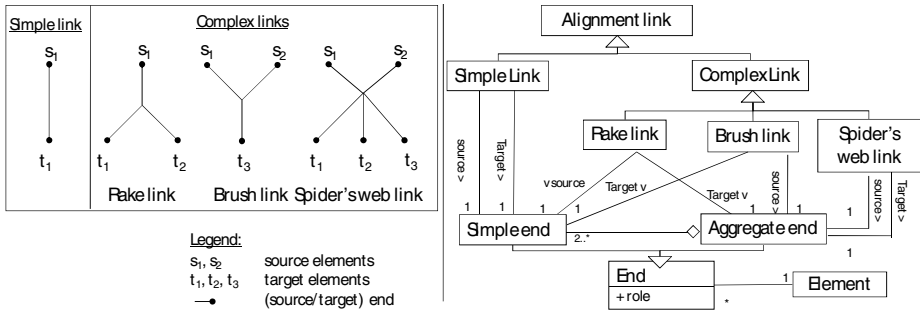 Simple link
Complex links
s1
s1
s1
s2
s1
s2
t1
t1
t2
t3
t1
t2
t3
Rake link
Brush link
Spider's web link
Legend:
s1, s2 source elements
t1, t2, t3 target elements
(source/target) end
Alignment link
Simple Link
ComplexLink
Rake link
Brush link
Spider's
web link
source >
Target >
v source
Target v
Target v
source >
source >
Target >
1
1
1
1
1
1
1
1
Simple end
2..*
Aggregate end
End
+ role
1
*
Element